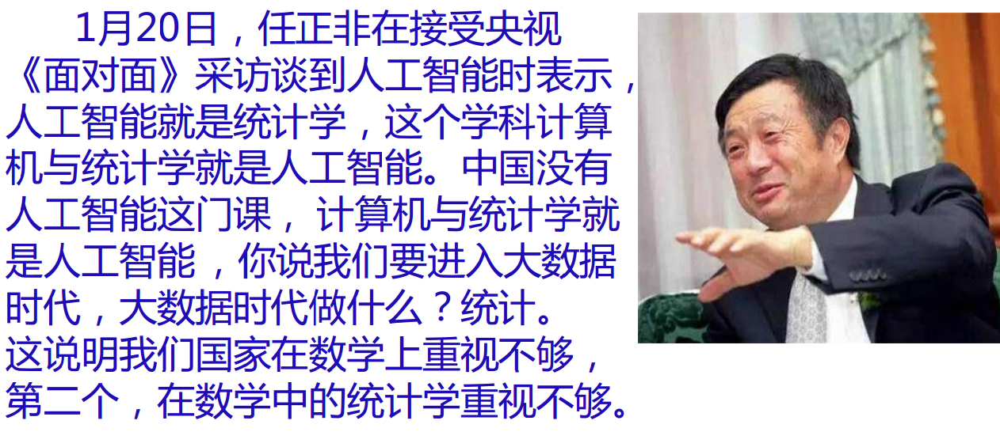 1月20日，任正非在接受央视
《面对面》采访谈到人工智能时表示，
人工智能就是统计学，这个学科计算
机与统计学就是人工智能。中国没有
人工智能这门课， 计算机与统计学就
是人工智能 ，你说我们要进入大数据
时代，大数据时代做什么？统计。
这说明我们国家在数学上重视不够，
第二个，在数学中的统计学重视不够。